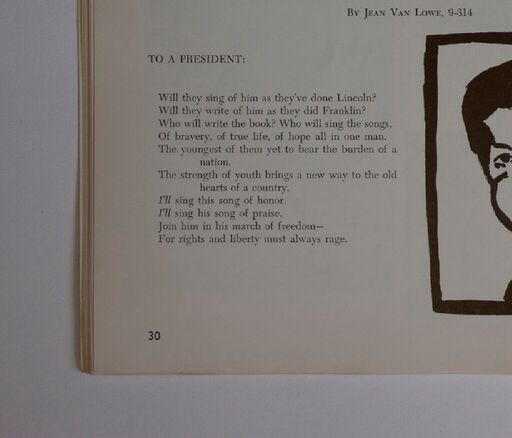 By Jean Van Lowe, 9-314
TO A PRESIDENT:
Will they sing of him as they've done Lincoln?
Will they write of him as they did Franklin?
Who will write the book? Who will sing the songs,
Of bravery, of true life, of hope all in one man.
The youngest of them yet to bear the burden of a
nation.
The strength of youth brings a new way to the old
hearts of a country.
I'll sing this song of honor.
I'll sing his song of praise.
Join him in his march of freedom—
For rights and liberty must always rage.
30